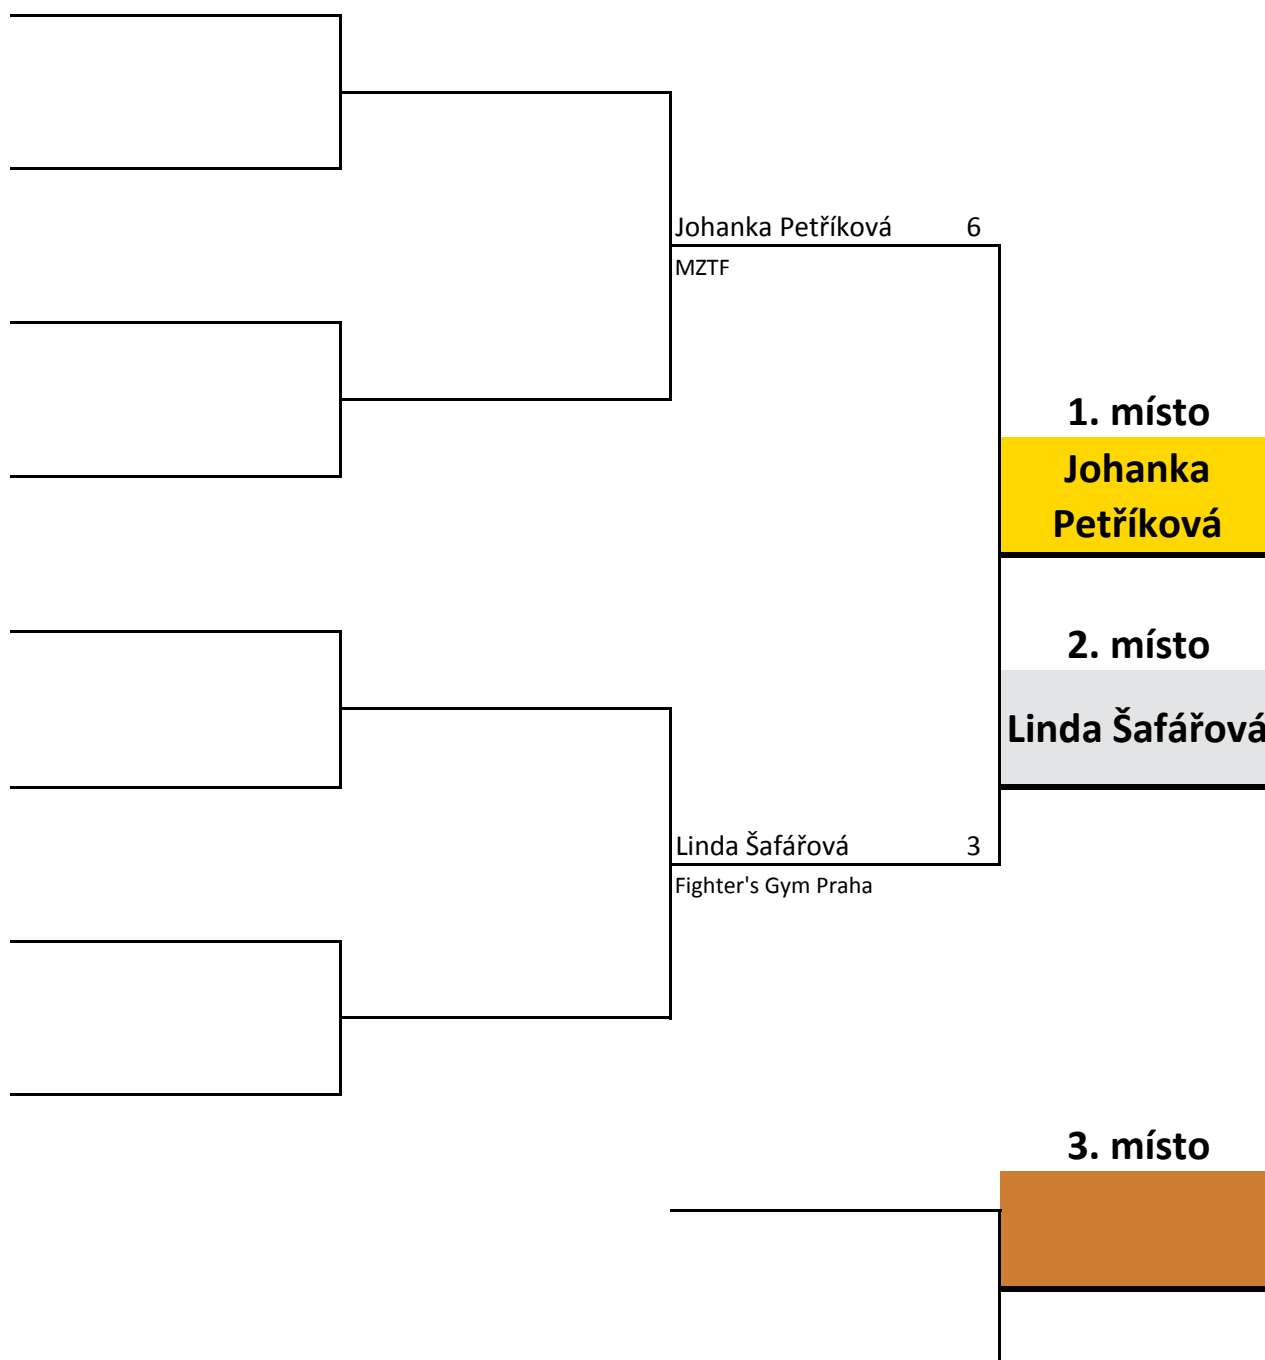 Johanka Petříková 6
MZTF
1. místo
Johanka
Petříková
2. místo
Linda Šafářová
Linda Šafářová 3
Fighter's Gym Praha
3. místo